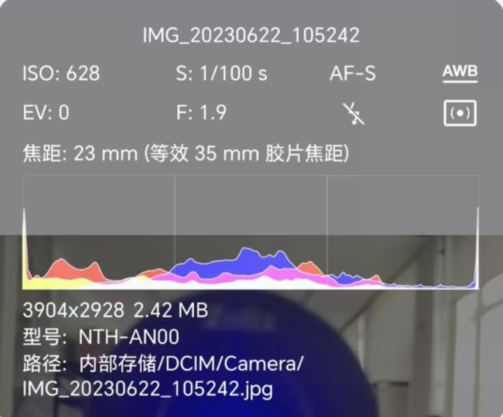 IMG_20230622_105242
ISO: 628 S: 1/100 s AF-S AWB
EV: 0 F: 1.9
焦距: 23 mm (等效 35 mm 胶片焦距)
3904x2928 2.42 MB
型号: NTH-AN00
路径: 内部存储/DCIM/Camera/
IMG_20230622_105242.jpg